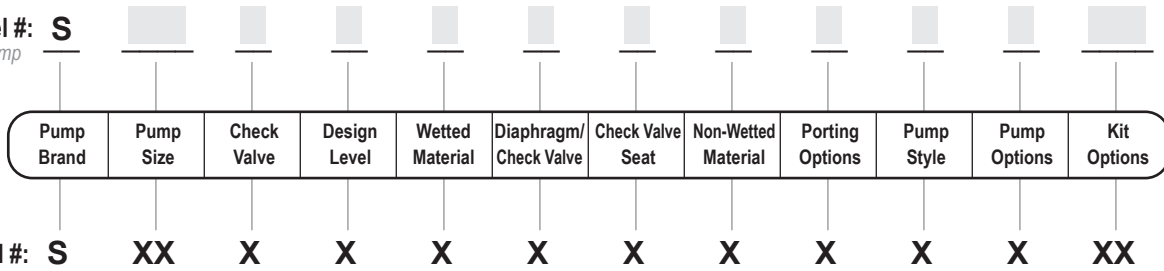 l #: S
mp
Pump Brand Pump Size Check Valve Design Level Wetted Material Diaphragm/ Check Valve Check Valve Seat Non-Wetted Material Porting Options Pump Style Pump Options Kit Options
l #: S XX X X X X X X X X X XX